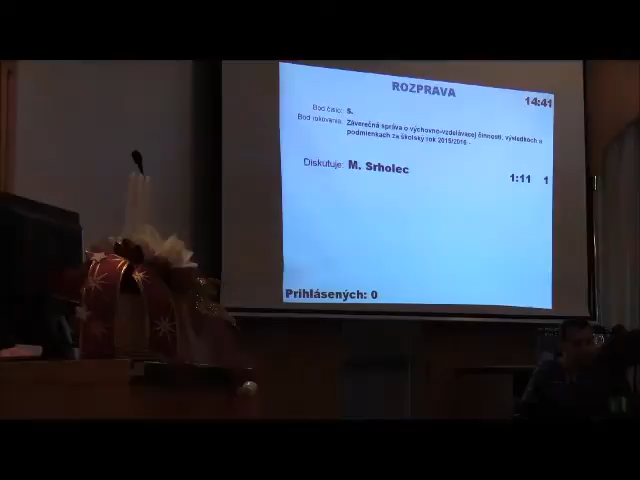 ROZPRAVA
14:41
Bod číslo: 5.
Bod rokovania: Záverečná správa o výchovno-vzdelávacej činnosti, výsledkoch a
podmienkach za školský rok 2015/2016 -
Diskutuje: M. Srholec
1:11 1
Prihlásených: 0